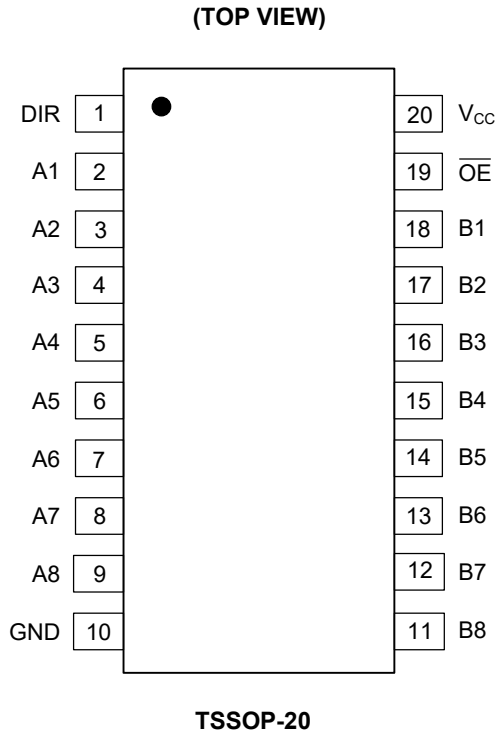 (TOP VIEW)
DIR 1 20 V_CC
A1 2 19 O̅E̅
A2 3 18 B1
A3 4 17 B2
A4 5 16 B3
A5 6 15 B4
A6 7 14 B5
A7 8 13 B6
A8 9 12 B7
GND 10 11 B8
TSSOP-20